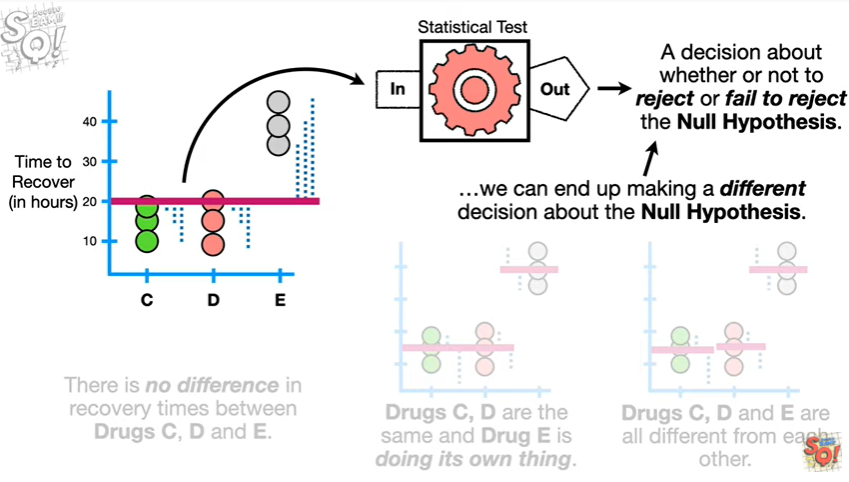 DOUBLE
BAM!!!
SQ!
Statistical Test
In
Out
A decision about
whether or not to
reject or fail to reject
the Null Hypothesis.
…we can end up making a different
decision about the Null Hypothesis.
Time to
Recover
(in hours)
40
30
20
10
C
D
E
There is no difference in
recovery times between
Drugs C, D and E.
Drugs C, D are the
same and Drug E is
doing its own thing.
Drugs C, D and E are
all different from each
other.
SQ!